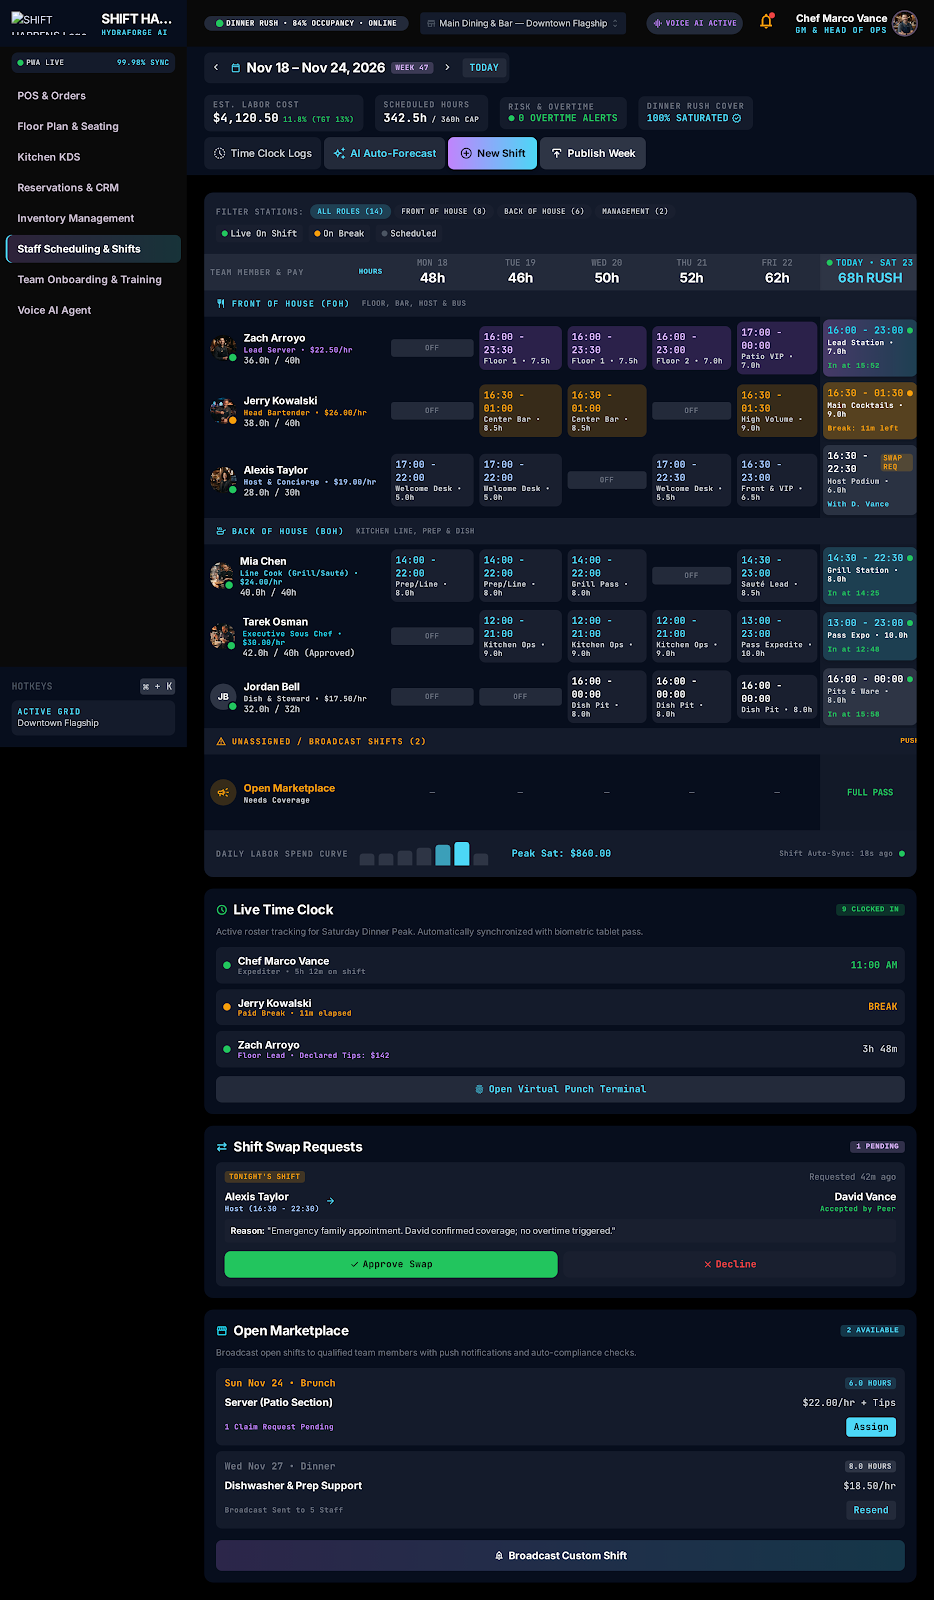 SHIFT HAPPENS Logo
SHIFT HA...
HYDRAFORGE AI
DINNER RUSH • 84% OCCUPANCY • ONLINE
Main Dining & Bar — Downtown Flagship
VOICE AI ACTIVE
Chef Marco Vance
GM & HEAD OF OPS
PWA LIVE
99.98% SYNC
POS & Orders
Floor Plan & Seating
Kitchen KDS
Reservations & CRM
Inventory Management
Staff Scheduling & Shifts
Team Onboarding & Training
Voice AI Agent
HOTKEYS
⌘ + K
ACTIVE GRID
Downtown Flagship
Nov 18 – Nov 24, 2026
WEEK 47
TODAY
EST. LABOR COST
$4,120.50 11.8% (TGT 13%)
SCHEDULED HOURS
342.5h / 360h CAP
RISK & OVERTIME
0 OVERTIME ALERTS
DINNER RUSH COVER
100% SATURATED
Time Clock Logs
AI Auto-Forecast
New Shift
Publish Week
FILTER STATIONS:
ALL ROLES (14)
FRONT OF HOUSE (8)
BACK OF HOUSE (6)
MANAGEMENT (2)
Live On Shift
On Break
Scheduled
TEAM MEMBER & PAY
HOURS
MON 18
48h
TUE 19
46h
WED 20
50h
THU 21
52h
FRI 22
62h
TODAY • SAT 23
68h RUSH
FRONT OF HOUSE (FOH)
FLOOR, BAR, HOST & BUS
Zach Arroyo
Lead Server • $22.50/hr
36.0h / 40h
OFF
16:00 -
23:30
Floor 1 • 7.5h
16:00 -
23:30
Floor 1 • 7.5h
16:00 -
23:00
Floor 2 • 7.0h
17:00 -
00:00
Patio VIP •
7.0h
16:00 - 23:00
Lead Station •
7.0h
In at 15:52
Jerry Kowalski
Head Bartender • $26.00/hr
38.0h / 40h
OFF
16:30 -
01:00
Center Bar •
8.5h
16:30 -
01:00
Center Bar •
8.5h
OFF
16:30 -
01:30
High Volume •
9.0h
16:30 - 01:30
Main Cocktails •
9.0h
Break: 11m left
Alexis Taylor
Host & Concierge • $19.00/hr
28.0h / 30h
17:00 -
22:00
Welcome Desk •
5.0h
17:00 -
22:00
Welcome Desk •
5.0h
OFF
17:00 -
22:30
Welcome Desk •
5.5h
16:30 -
23:00
Front & VIP •
6.5h
16:30 -
22:30
SWAP
REQ
Host Podium •
6.0h
With D. Vance
BACK OF HOUSE (BOH)
KITCHEN LINE, PREP & DISH
Mia Chen
Line Cook (Grill/Sauté) •
$24.00/hr
40.0h / 40h
14:00 -
22:00
Prep/Line •
8.0h
14:00 -
22:00
Prep/Line •
8.0h
14:00 -
22:00
Grill Pass •
8.0h
OFF
14:30 -
23:00
Sauté Lead •
8.5h
14:30 - 22:30
Grill Station •
8.0h
In at 14:25
Tarek Osman
Executive Sous Chef •
$30.00/hr
42.0h / 40h (Approved)
OFF
12:00 -
21:00
Kitchen Ops •
9.0h
12:00 -
21:00
Kitchen Ops •
9.0h
12:00 -
21:00
Kitchen Ops •
9.0h
13:00 -
23:00
Pass Expedite •
10.0h
13:00 - 23:00
Pass Expo • 10.0h
In at 12:48
JB
Jordan Bell
Dish & Steward • $17.50/hr
32.0h / 32h
OFF
OFF
16:00 -
00:00
Dish Pit •
8.0h
16:00 -
00:00
Dish Pit •
8.0h
16:00 -
00:00
Dish Pit • 8.0h
16:00 - 00:00
Pits & Ware •
8.0h
In at 15:58
UNASSIGNED / BROADCAST SHIFTS (2)
PUSH
Open Marketplace
Needs Coverage
—
—
—
—
—
FULL PASS
DAILY LABOR SPEND CURVE
Peak Sat: $860.00
Shift Auto-Sync: 18s ago
Live Time Clock
9 CLOCKED IN
Active roster tracking for Saturday Dinner Peak. Automatically synchronized with biometric tablet pass.
Chef Marco Vance
Expediter • 5h 12m on shift
11:00 AM
Jerry Kowalski
Paid Break • 11m elapsed
BREAK
Zach Arroyo
Floor Lead • Declared Tips: $142
3h 48m
Open Virtual Punch Terminal
Shift Swap Requests
1 PENDING
TONIGHT'S SHIFT
Requested 42m ago
Alexis Taylor
Host (16:30 - 22:30)
David Vance
Accepted by Peer
Reason: "Emergency family appointment. David confirmed coverage; no overtime triggered."
Approve Swap
Decline
Open Marketplace
2 AVAILABLE
Broadcast open shifts to qualified team members with push notifications and auto-compliance checks.
Sun Nov 24 • Brunch
6.0 HOURS
Server (Patio Section)
$22.00/hr + Tips
1 Claim Request Pending
Assign
Wed Nov 27 • Dinner
8.0 HOURS
Dishwasher & Prep Support
$18.50/hr
Broadcast Sent to 5 Staff
Resend
Broadcast Custom Shift